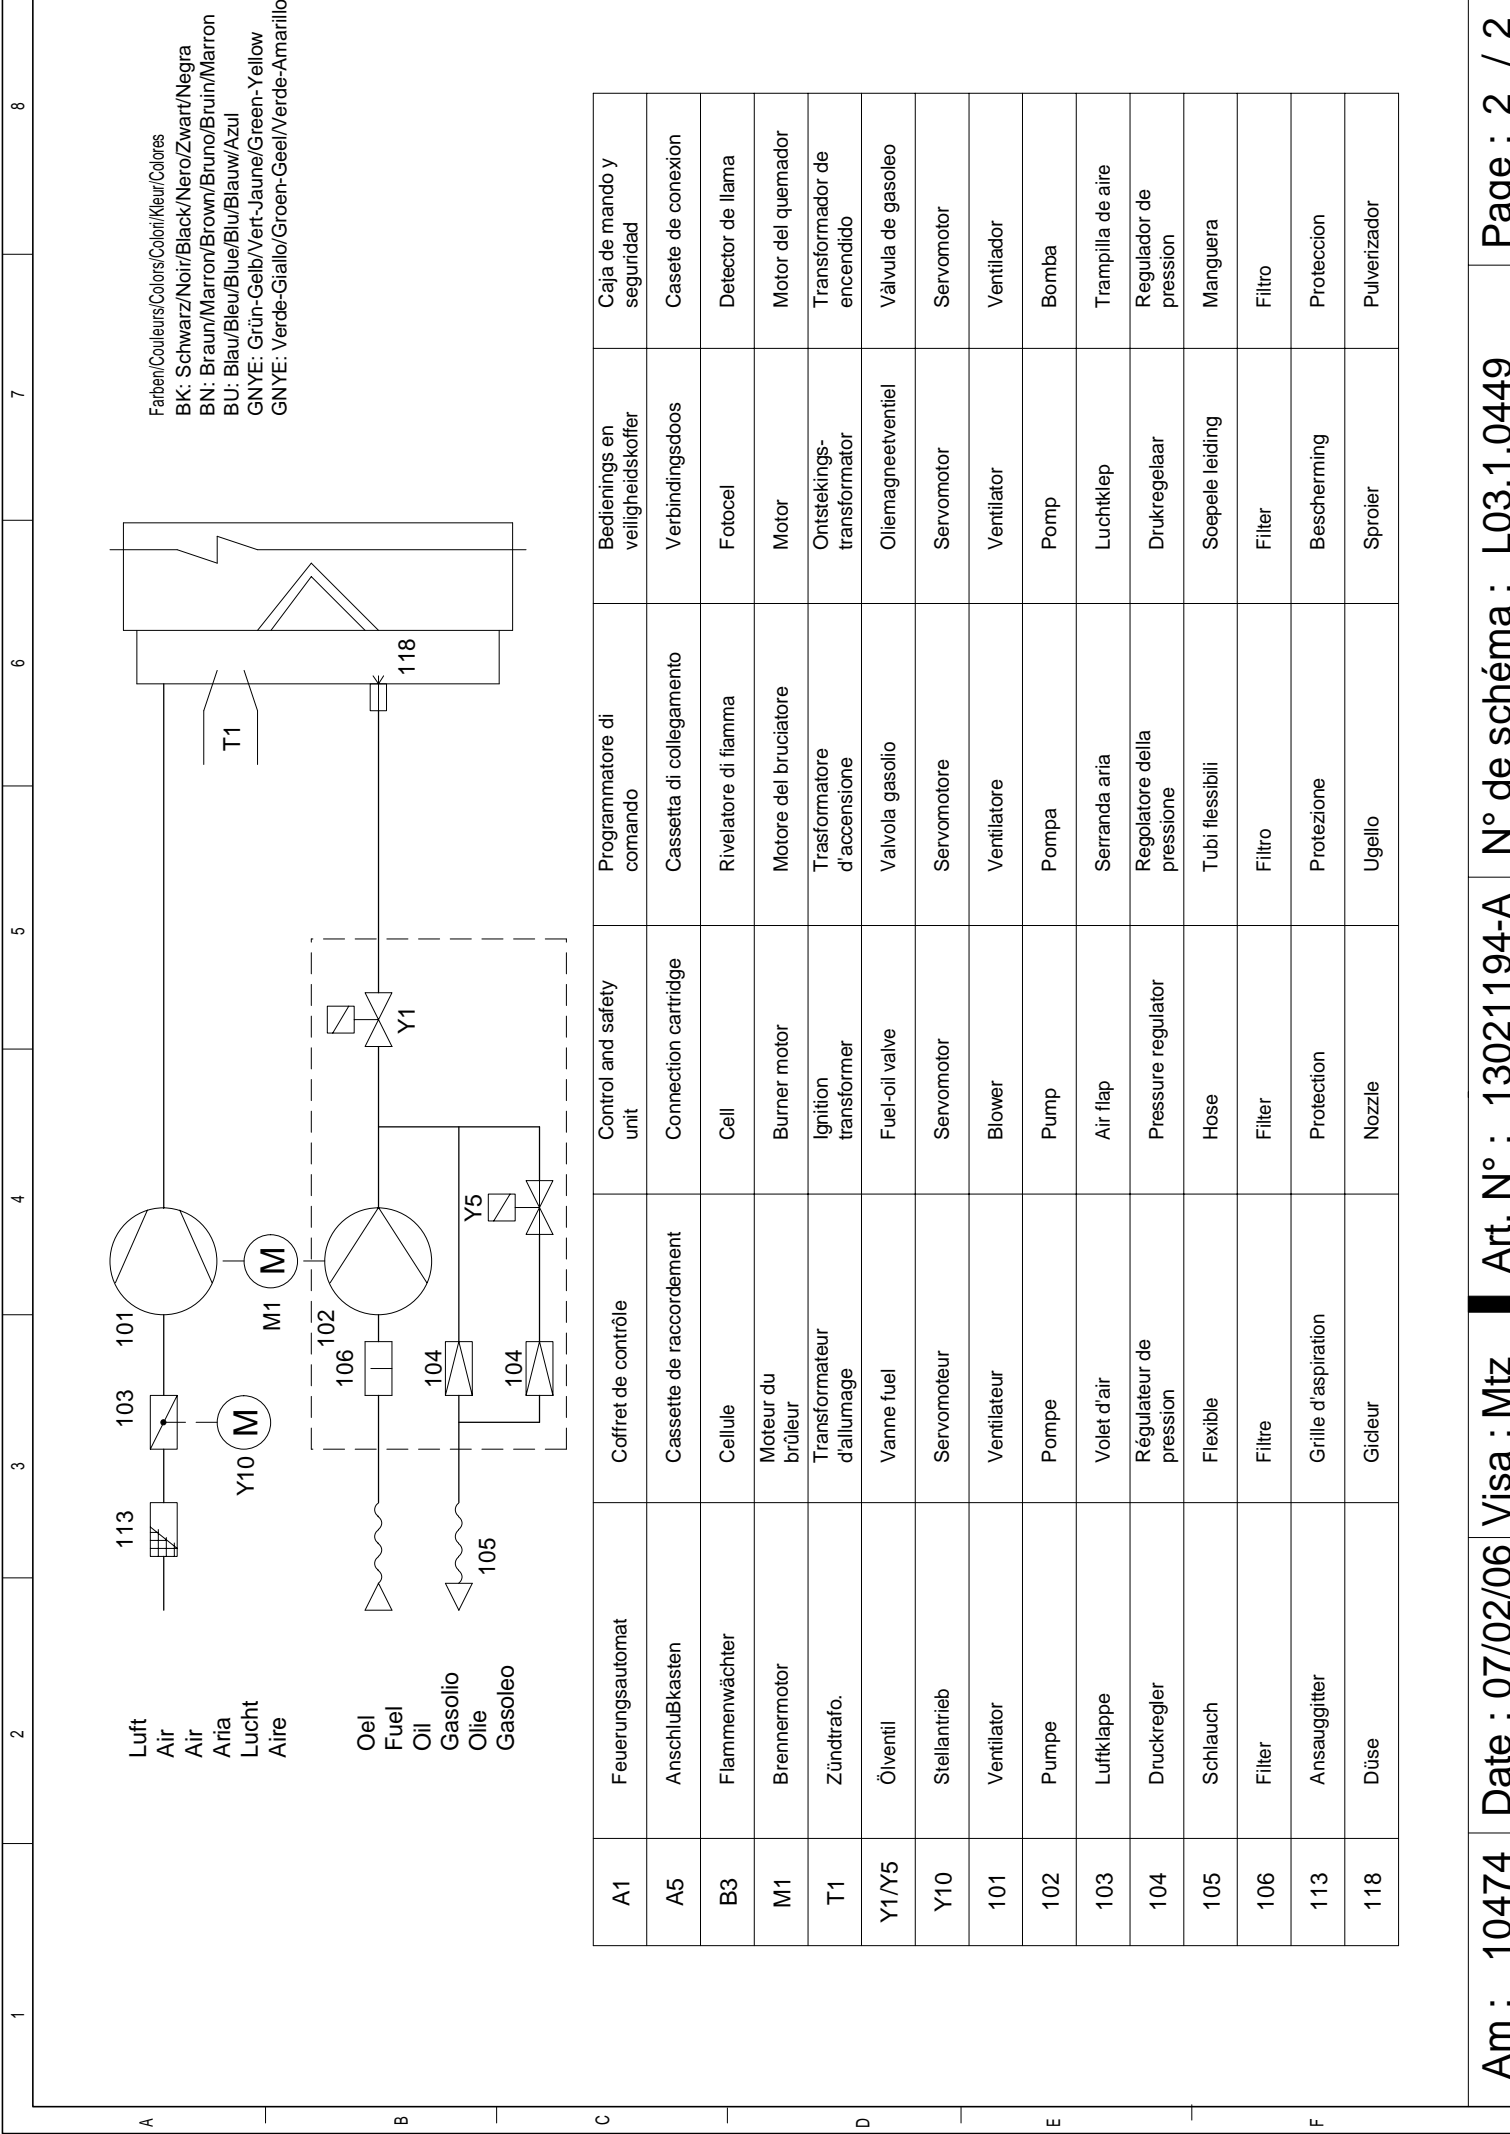 1
2
3
4
5
6
7
8
A
B
C
D
E
F
Farben/Couleurs/Colors/Colori/Kleur/Colores
BK: Schwarz/Noir/Black/Nero/Zwart/Negra
BN: Braun/Marron/Brown/Bruno/Bruin/Marron
BU: Blau/Bleu/Blue/Blu/Blauw/Azul
GNYE: Grün-Gelb/Vert-Jaune/Green-Yellow
GNYE: Verde-Giallo/Groen-Geel/Verde-Amarillo
Luft
Air
Air
Aria
Lucht
Aire
113
103
101
Y10
M
M1
M
T1
118
Oel
Fuel
Oil
Gasolio
Olie
Gasoleo
105
106
102
104
104
Y5
Y1
A1 Feuerungsautomat Coffret de contrôle Control and safety unit Programmatore di comando Bedienings en veiligheidskoffer Caja de mando y seguridad
A5 AnschluBkasten Cassette de raccordement Connection cartridge Cassetta di collegamento Verbindingsdoos Casete de conexion
B3 Flammenwächter Cellule Cell Rivelatore di fiamma Fotocel Detector de llama
M1 Brennermotor Moteur du brûleur Burner motor Motore del bruciatore Motor Motor del quemador
T1 Zündtrafo. Transformateur d'allumage Ignition transformer Trasformatore d'accensione Ontstekings-transformator Transformador de encendido
Y1/Y5 Ölventil Vanne fuel Fuel-oil valve Valvola gasolio Oliemagneetventiel Vàlvula de gasoleo
Y10 Stellantrieb Servomoteur Servomotor Servomotore Servomotor Servomotor
101 Ventilator Ventilateur Blower Ventilatore Ventilator Ventilador
102 Pumpe Pompe Pump Pompa Pomp Bomba
103 Luftklappe Volet d'air Air flap Serranda aria Luchtklep Trampilla de aire
104 Druckregler Régulateur de pression Pressure regulator Regolatore della pressione Drukregelaar Regulador de pression
105 Schlauch Flexible Hose Tubi flessibili Soepele leiding Manguera
106 Filter Filtre Filter Filtro Filter Filtro
113 Ansauggitter Grille d'aspiration Protection Protezione Bescherming Proteccion
118 Düse Gicleur Nozzle Ugello Sproier Pulverizador
Am : 10474 Date : 07/02/06 Visa : Mtz Art. N° : 13021194-A N° de schéma : L03.1.0449 Page : 2 / 2